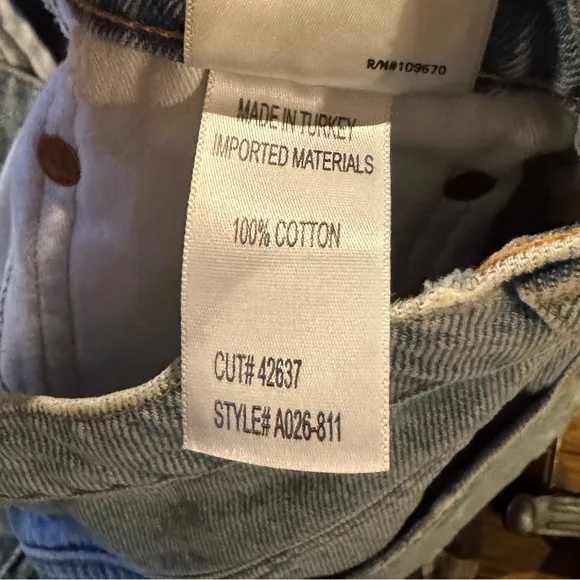 R/N#109570
MADE IN TURKEY
IMPORTED MATERIALS
100% COTTON
CUT# 42637
STYLE# A026-811